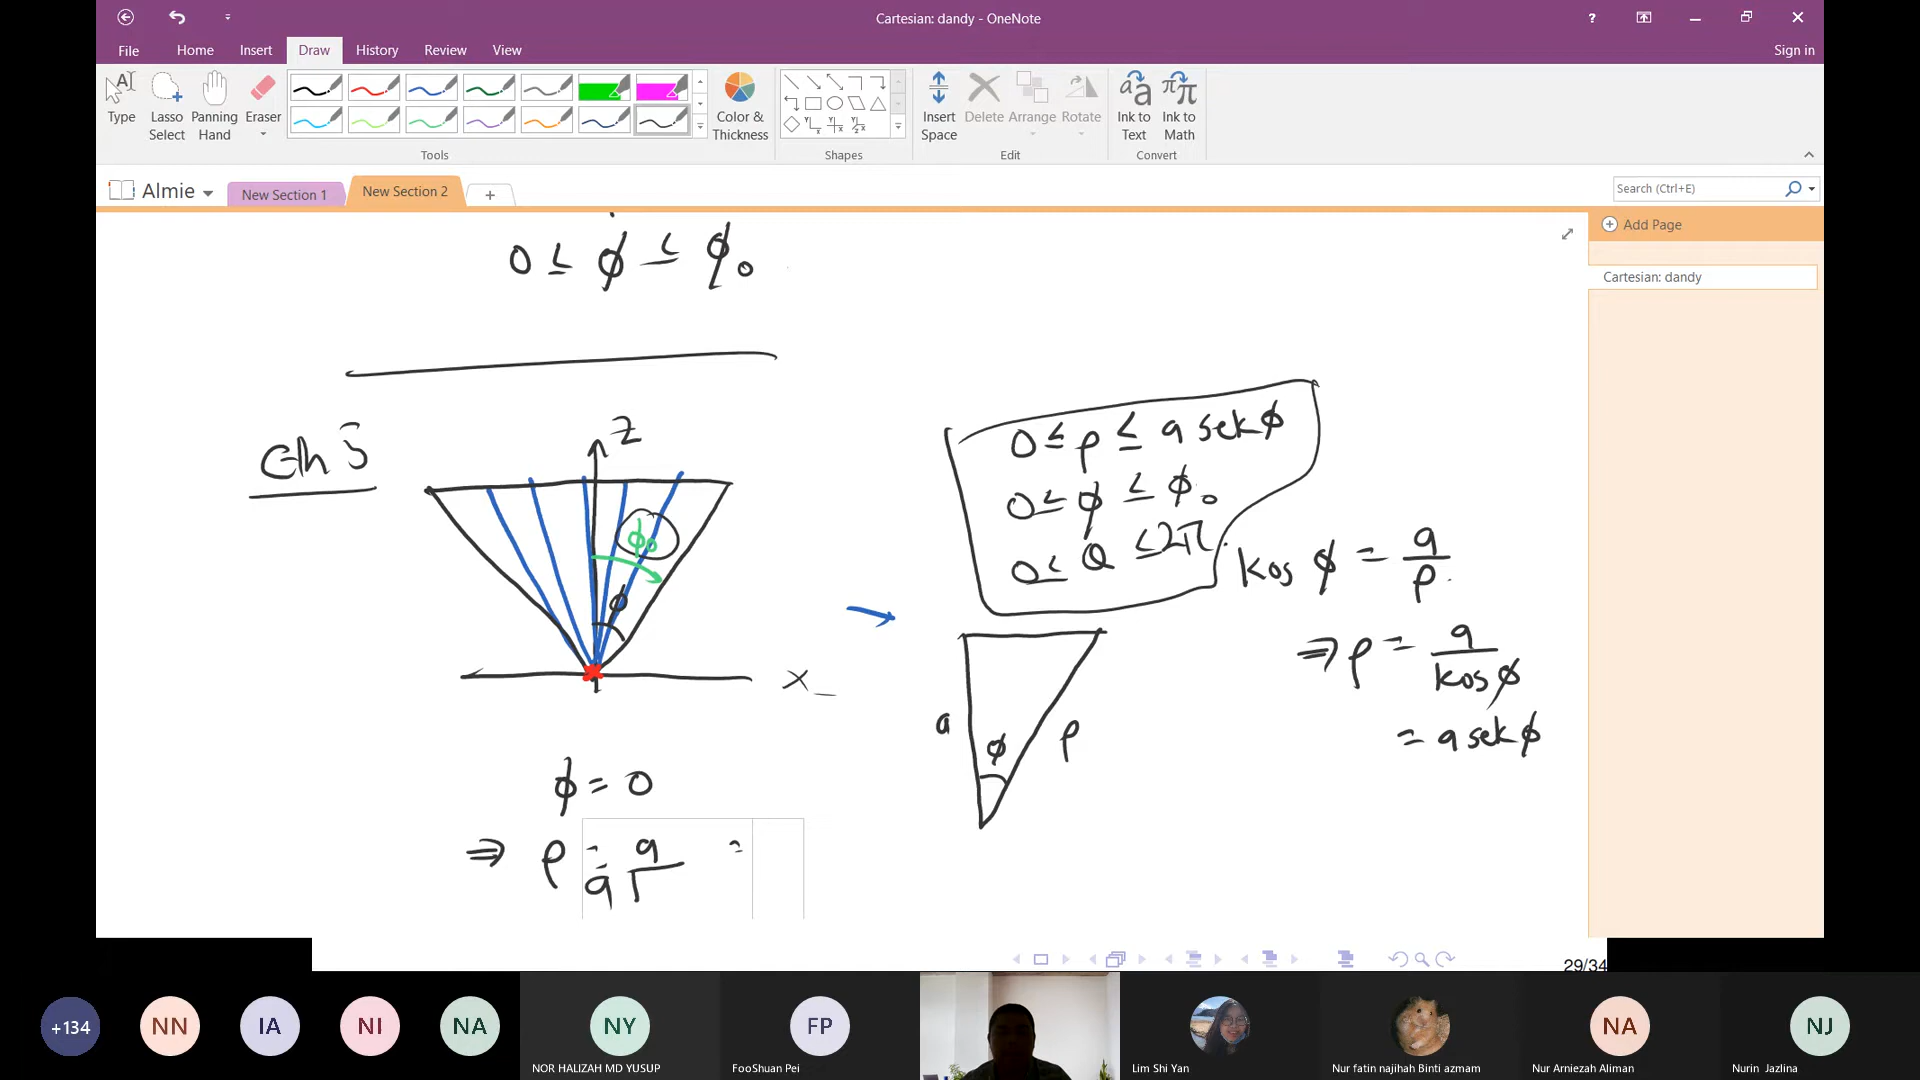 Cartesian: dandy - OneNote
?
File Home Insert Draw History Review View
Sign in
Type
Lasso Select
Panning Hand
Eraser
Color & Thickness
Insert Space
Delete
Arrange
Rotate
Ink to Text
Ink to Math
Tools
Shapes
Edit
Convert
Almie
New Section 1
New Section 2
+
Search (Ctrl+E)
Add Page
Cartesian: dandy
0 ≤ ϕ ≤ ϕ₀
z
ϕ₀
ϕ
x
0 ≤ ρ ≤ a sek ϕ
0 ≤ ϕ ≤ ϕ₀
0 ≤ θ ≤ 2π.
kos ϕ = a/ρ.
⇒ ρ = a/kos ϕ
= a sek ϕ
a
ϕ
ρ
ϕ = 0
⇒ ρ = a
= a
29/34
+134
NN
IA
NI
NA
NY
NOR HALIZAH MD YUSUP
FP
FooShuan Pei
Lim Shi Yan
Nur fatin najihah Binti azmam
NA
Nur Arniezah Aliman
NJ
Nurin Jazlina